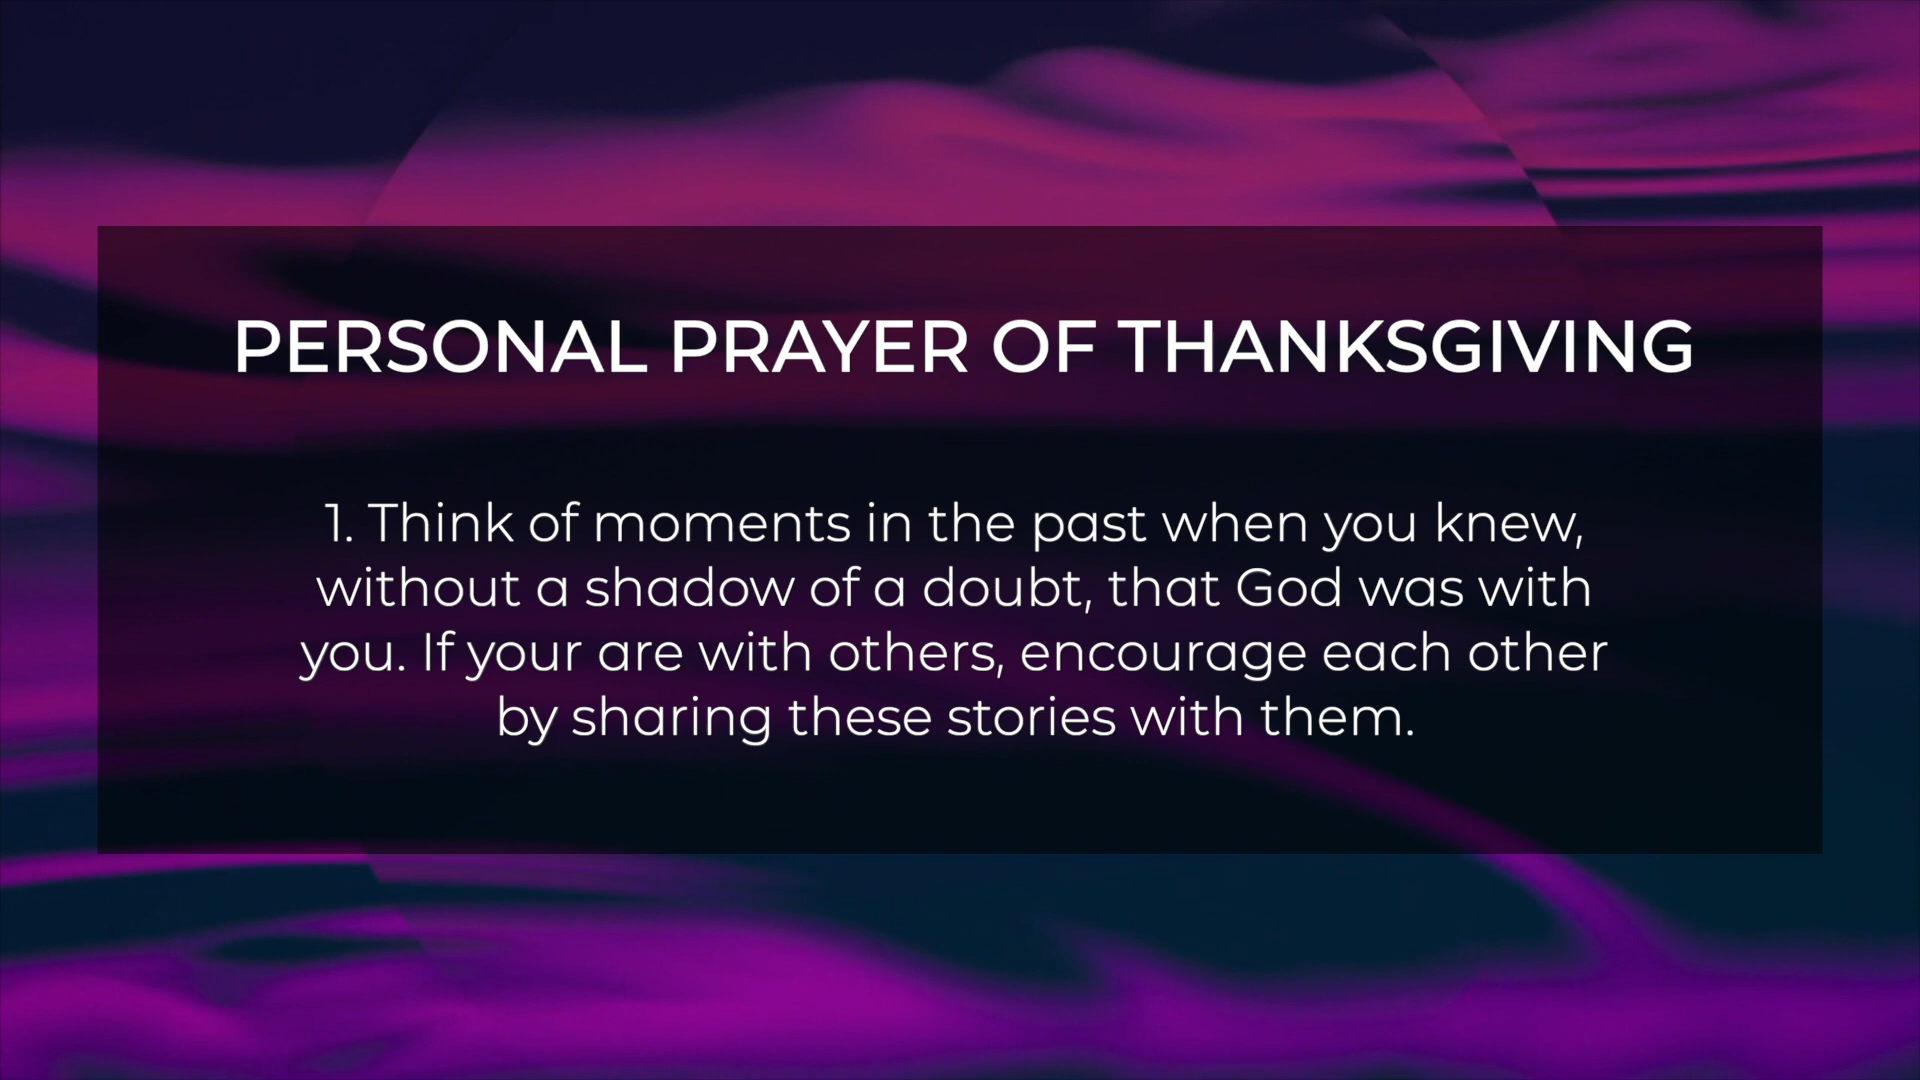 PERSONAL PRAYER OF THANKSGIVING
1. Think of moments in the past when you knew,
without a shadow of a doubt, that God was with
you. If your are with others, encourage each other
by sharing these stories with them.